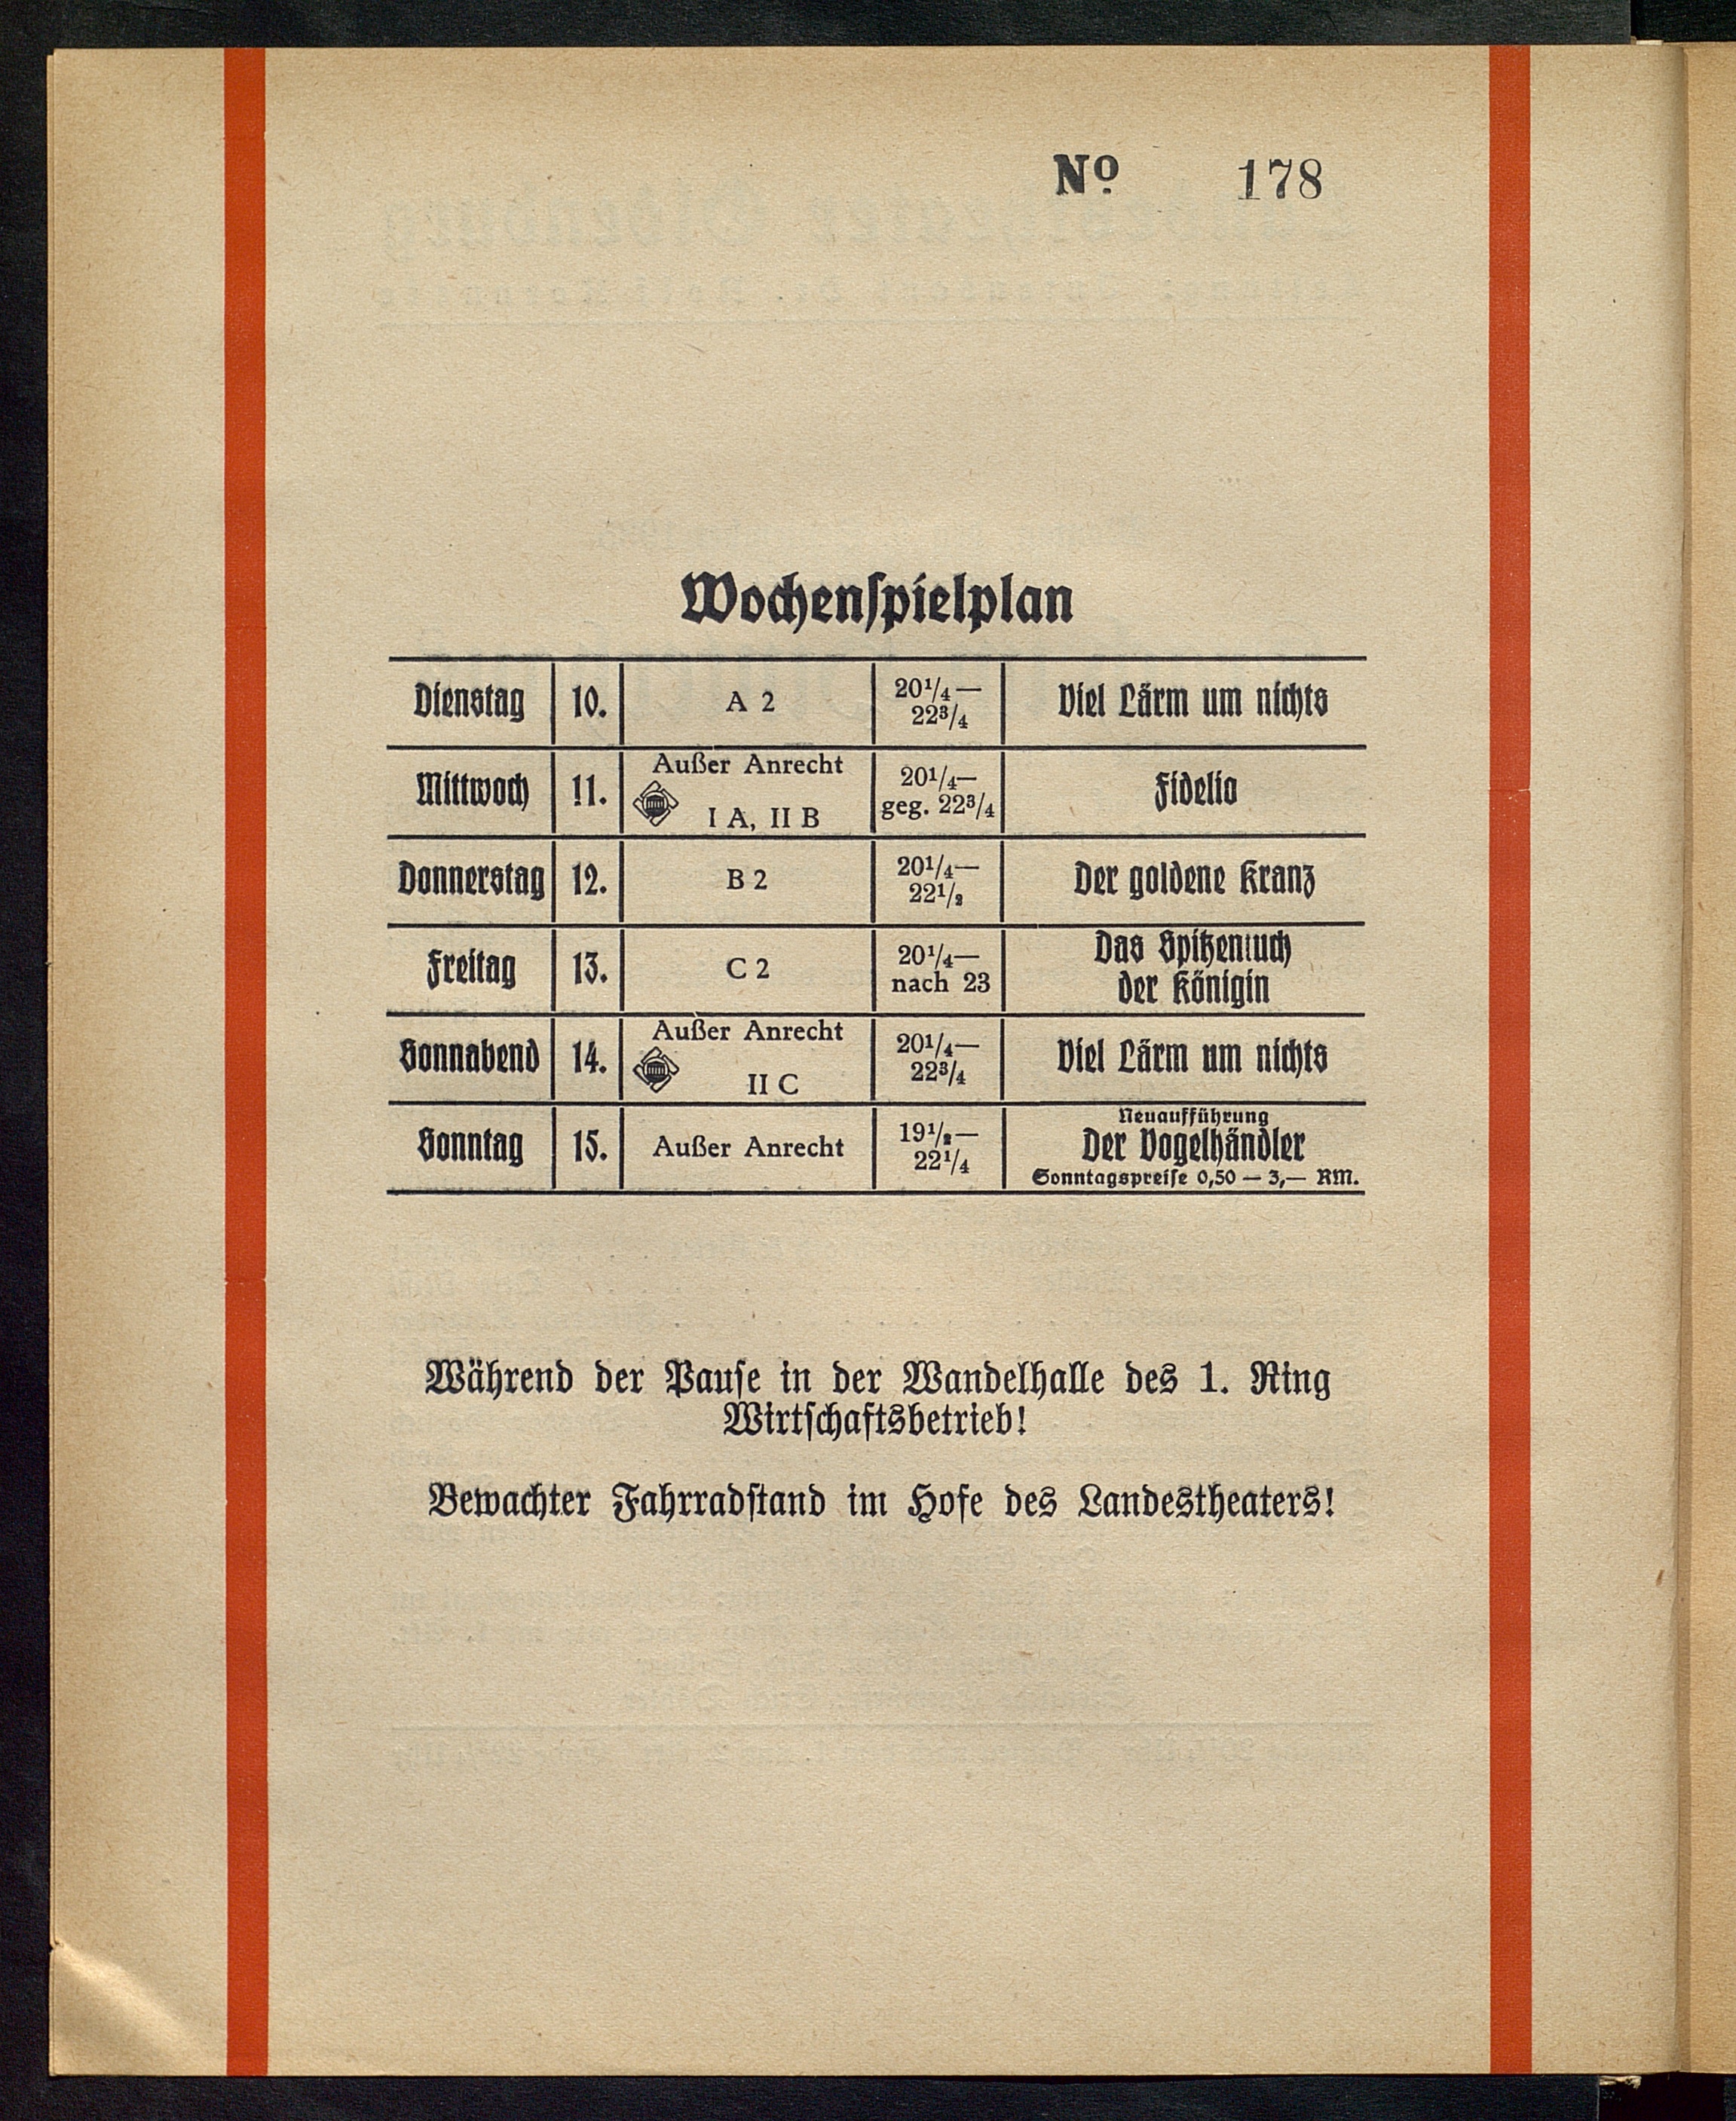 Nº 178
Wochenspielplan
Dienstag 10. A 2 20¼— 22¾ Viel Lärm um nichts
Mittwoch 11. Außer Anrecht I A, II B 20¼— geg. 22¾ Fidelio
Donnerstag 12. B 2 20¼— 22½ Der goldene Kranz
Freitag 13. C 2 20¼— nach 23 Das Spitzentuch der Königin
Sonnabend 14. Außer Anrecht II C 20¼— 22¾ Viel Lärm um nichts
Sonntag 15. Außer Anrecht 19½— 22¼ Neuaufführung Der Vogelhändler Sonntagspreise 0,50 — 3,— RM.
Während der Pause in der Wandelhalle des 1. Ring
Wirtschaftsbetrieb!
Bewachter Fahrradstand im Hofe des Landestheaters!